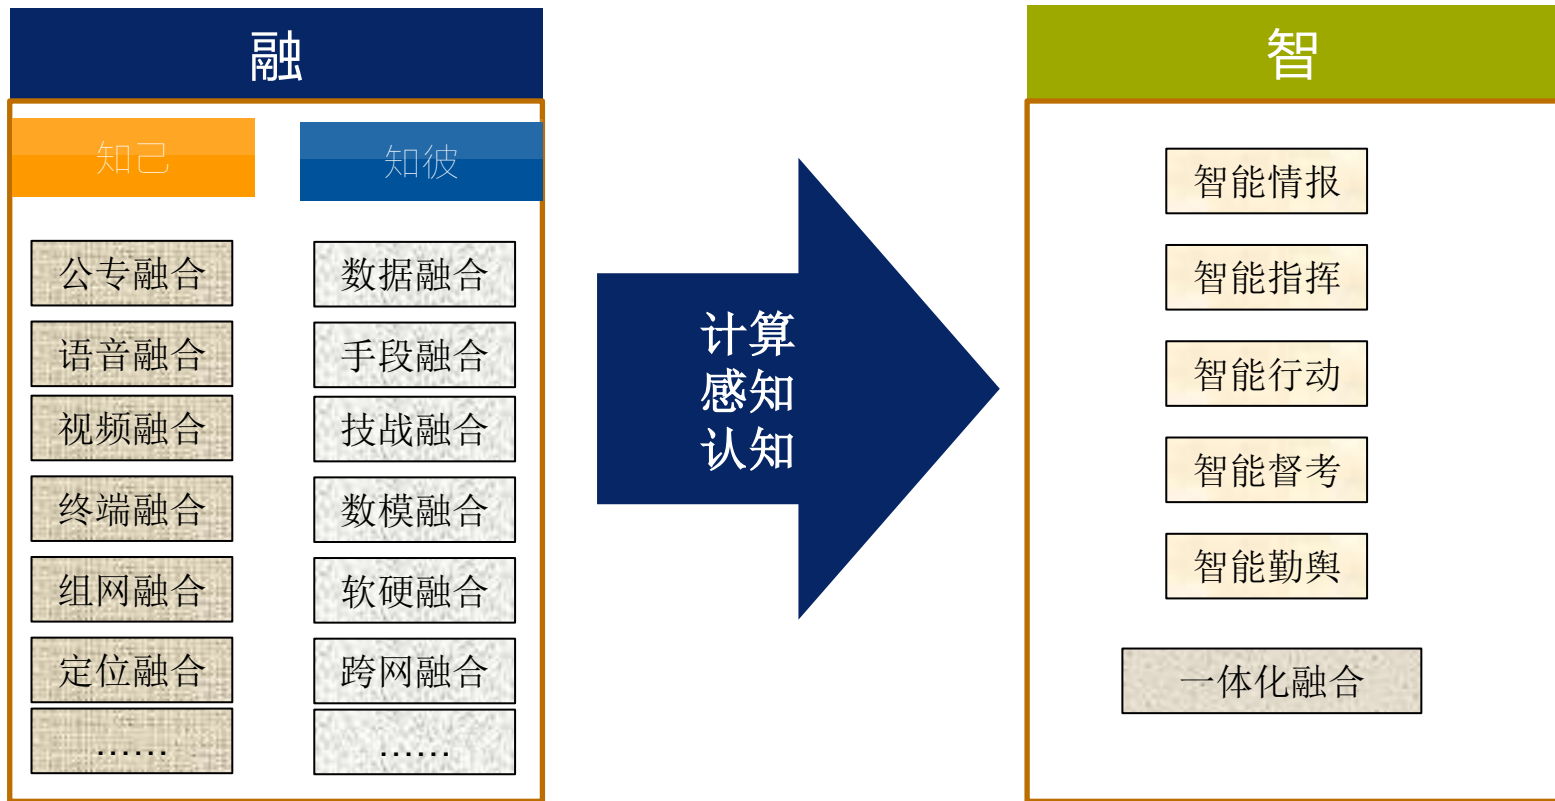 融
知己
知彼
公专融合
语音融合
视频融合
终端融合
组网融合
定位融合
……
数据融合
手段融合
技战融合
数模融合
软硬融合
跨网融合
……
计算
感知
认知
智
智能情报
智能指挥
智能行动
智能督考
智能勤舆
一体化融合